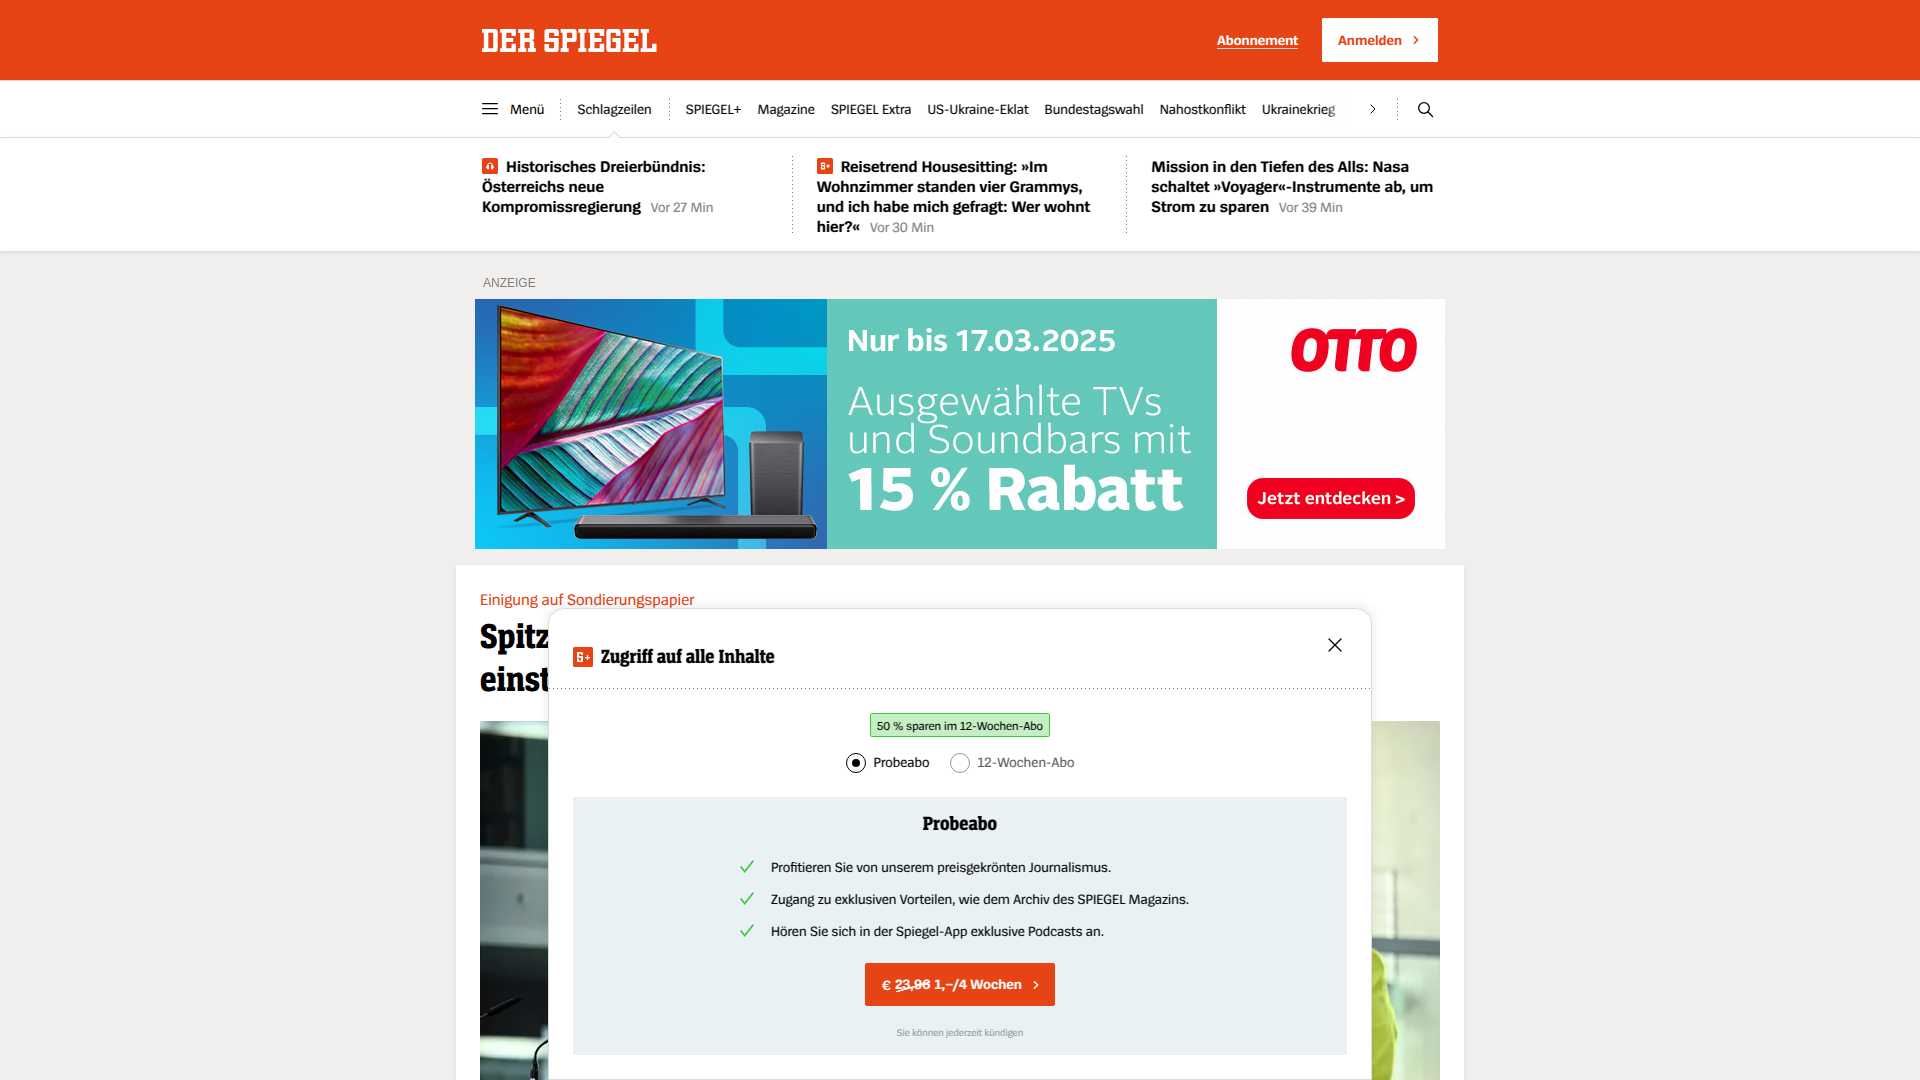 DER SPIEGEL
Abonnement
Anmelden
Menü
Schlagzeilen
SPIEGEL+
Magazine
SPIEGEL Extra
US-Ukraine-Eklat
Bundestagswahl
Nahostkonflikt
Ukrainekrieg
Historisches Dreierbündnis:
Österreichs neue
Kompromissregierung Vor 27 Min
Reisetrend Housesitting: »Im
Wohnzimmer standen vier Grammys,
und ich habe mich gefragt: Wer wohnt
hier?« Vor 30 Min
Mission in den Tiefen des Alls: Nasa
schaltet »Voyager«-Instrumente ab, um
Strom zu sparen Vor 39 Min
ANZEIGE
Nur bis 17.03.2025
Ausgewählte TVs
und Soundbars mit
15 % Rabatt
OTTO
Jetzt entdecken >
Einigung auf Sondierungspapier
Spitz
einst
Zugriff auf alle Inhalte
50 % sparen im 12-Wochen-Abo
Probeabo
12-Wochen-Abo
Probeabo
Profitieren Sie von unserem preisgekrönten Journalismus.
Zugang zu exklusiven Vorteilen, wie dem Archiv des SPIEGEL Magazins.
Hören Sie sich in der Spiegel-App exklusive Podcasts an.
€ 23,96 1,–/4 Wochen
Sie können jederzeit kündigen